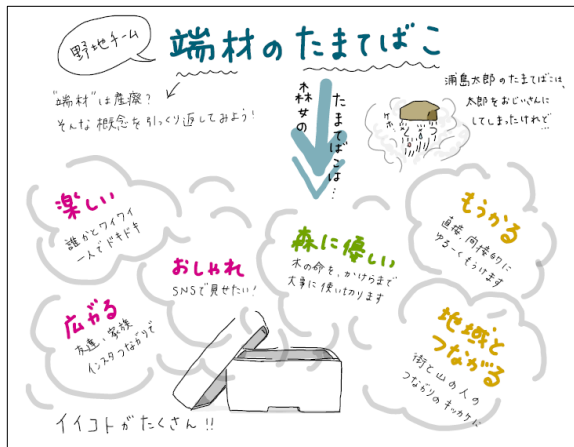 野地チーム
端材のたまてばこ
"端材"は産廃?
そんな概念を引っくり返してみよう!
浦島太郎のたまてばこは、
太郎をおじいさんに
してしまったけれど…
ケホ
森女の
たまてばこは…
楽しい
誰かとワイワイ
一人でドキドキ
おしゃれ
SNSで見せたい!
森に優しい
木の命を、かけらまで
大事に使い切ります
もうかる
直接、間接的に
ゆる〜くもうけます
広がる
友達、家族
インスタつながりで
地域と
つながる
街と山の人の
つながりのキッカケに
イイコトがたくさん!!